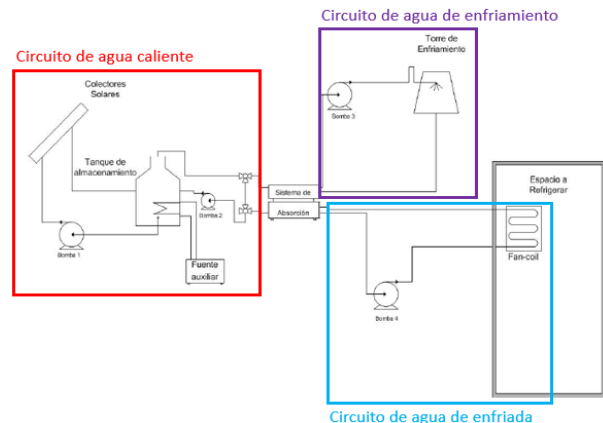 Circuito de agua de enfriamiento
Torre de
Enfriamiento
Bomba 3
Circuito de agua caliente
Colectores
Solares
Tanque de
almacenamiento
Bomba 2
Bomba 1
Fuente
auxiliar
Sistema de
Absorción
Espacio a
Refrigerar
Fan-coil
Bomba 4
Circuito de agua de enfriada